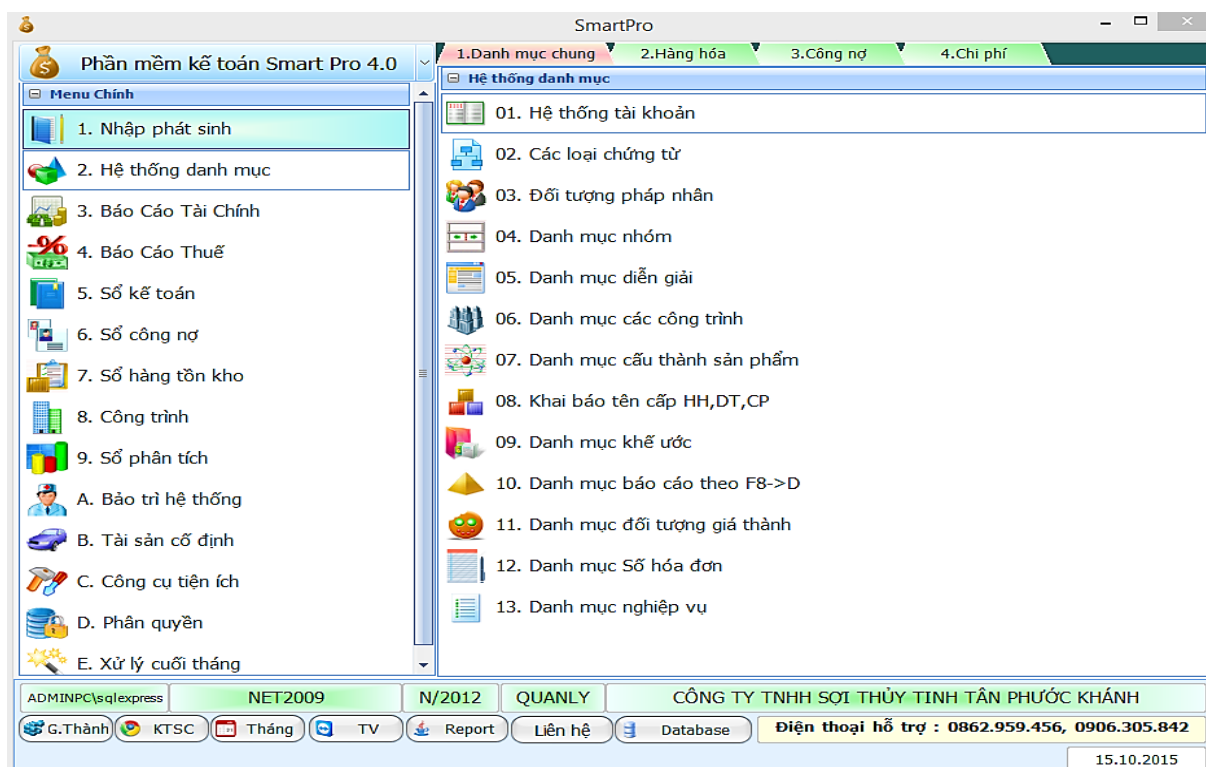 SmartPro
Phần mềm kế toán Smart Pro 4.0
1.Danh mục chung 2.Hàng hóa 3.Công nợ 4.Chi phí
Menu Chính
1. Nhập phát sinh
2. Hệ thống danh mục
3. Báo Cáo Tài Chính
4. Báo Cáo Thuế
5. Sổ kế toán
6. Sổ công nợ
7. Sổ hàng tồn kho
8. Công trình
9. Sổ phân tích
A. Bảo trì hệ thống
B. Tài sản cố định
C. Công cụ tiện ích
D. Phân quyền
E. Xử lý cuối tháng
Hệ thống danh mục
01. Hệ thống tài khoản
02. Các loại chứng từ
03. Đối tượng pháp nhân
04. Danh mục nhóm
05. Danh mục diễn giải
06. Danh mục các công trình
07. Danh mục cấu thành sản phẩm
08. Khai báo tên cấp HH,DT,CP
09. Danh mục khế ước
10. Danh mục báo cáo theo F8->D
11. Danh mục đối tượng giá thành
12. Danh mục Số hóa đơn
13. Danh mục nghiệp vụ
ADMINPC\sqlexpress NET2009 N/2012 QUANLY CÔNG TY TNHH SỢI THỦY TINH TÂN PHƯỚC KHÁNH
G.Thành KTSC Tháng TV Report Liên hệ Database Điện thoại hỗ trợ : 0862.959.456, 0906.305.842
15.10.2015